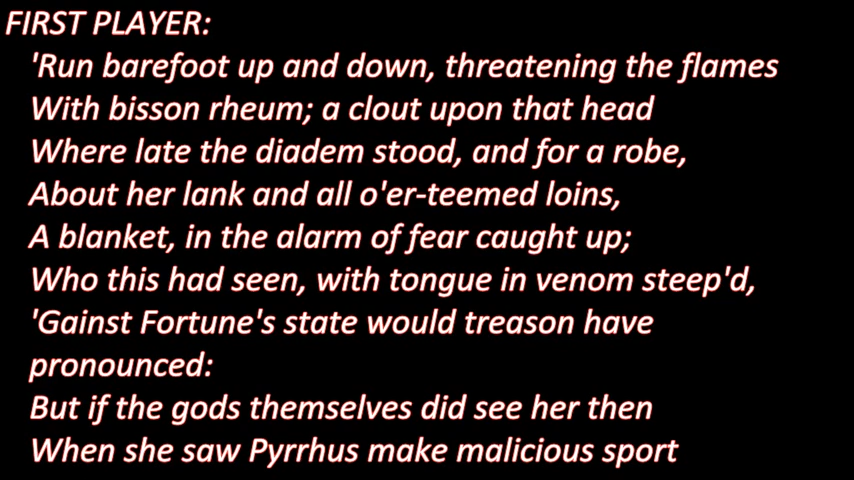 FIRST PLAYER:
'Run barefoot up and down, threatening the flames
With bisson rheum; a clout upon that head
Where late the diadem stood, and for a robe,
About her lank and all o'er-teemed loins,
A blanket, in the alarm of fear caught up;
Who this had seen, with tongue in venom steep'd,
'Gainst Fortune's state would treason have
pronounced:
But if the gods themselves did see her then
When she saw Pyrrhus make malicious sport